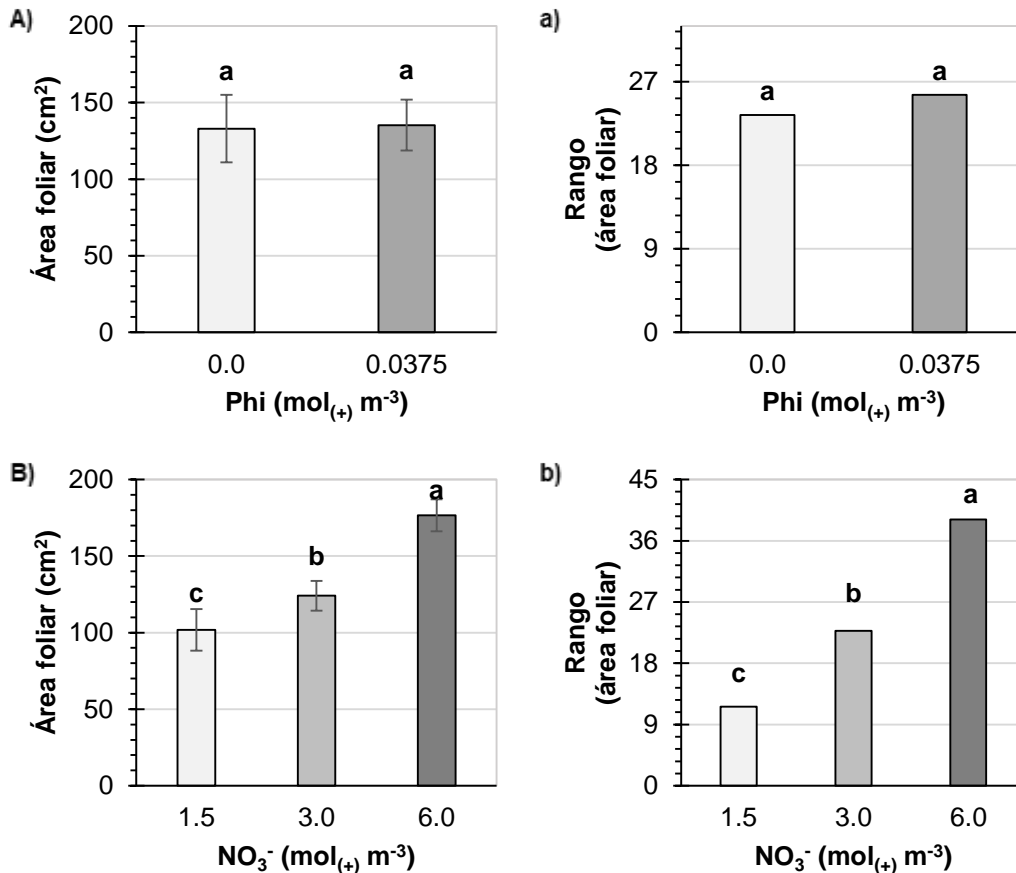 A)
Área foliar (cm²)
200
150
100
50
0
a
a
0.0
0.0375
Phi (mol(+) m-3)
a)
Rango
(área foliar)
27
18
9
0
a
a
0.0
0.0375
Phi (mol(+) m-3)
B)
Área foliar (cm²)
200
150
100
50
0
c
b
a
1.5
3.0
6.0
NO3- (mol(+) m-3)
b)
Rango
(área foliar)
45
36
27
18
9
0
c
b
a
1.5
3.0
6.0
NO3- (mol(+) m-3)